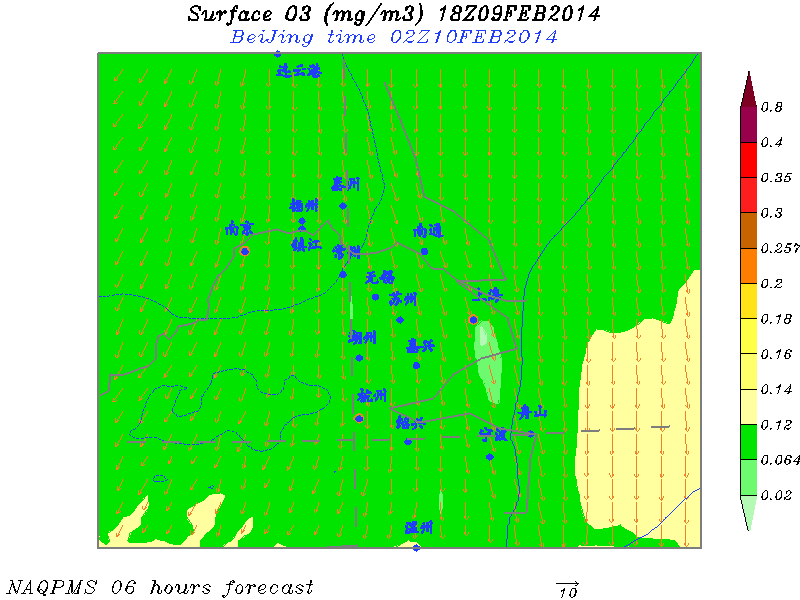 Surface O3 (mg/m3) 18Z09FEB2014
BeiJing time 02Z10FEB2014
连云港
0.8
0.4
0.35
0.3
0.257
0.2
0.18
0.16
0.14
0.12
0.064
0.02
泰州
扬州
南京
镇江
常州
南通
无锡
苏州
上海
湖州
嘉兴
杭州
绍兴
舟山
宁波
温州
NAQPMS 06 hours forecast
10